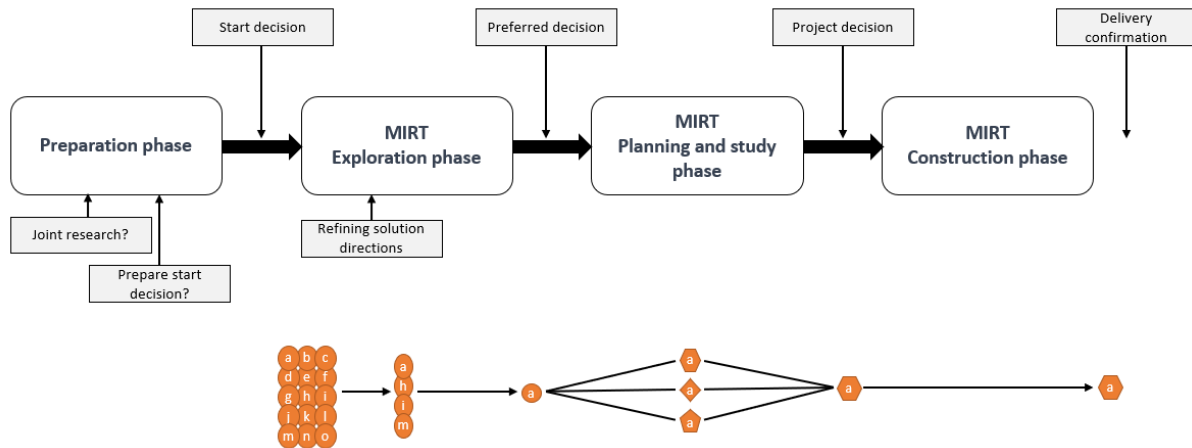 Start decision
Preferred decision
Project decision
Delivery
confirmation
Preparation phase
MIRT
Exploration phase
MIRT
Planning and study
phase
MIRT
Construction phase
Joint research?
Prepare start
decision?
Refining solution
directions
a b c
d e f
g h i
j k l
m n o
a
h
i
m
a
a
a
a
a
a